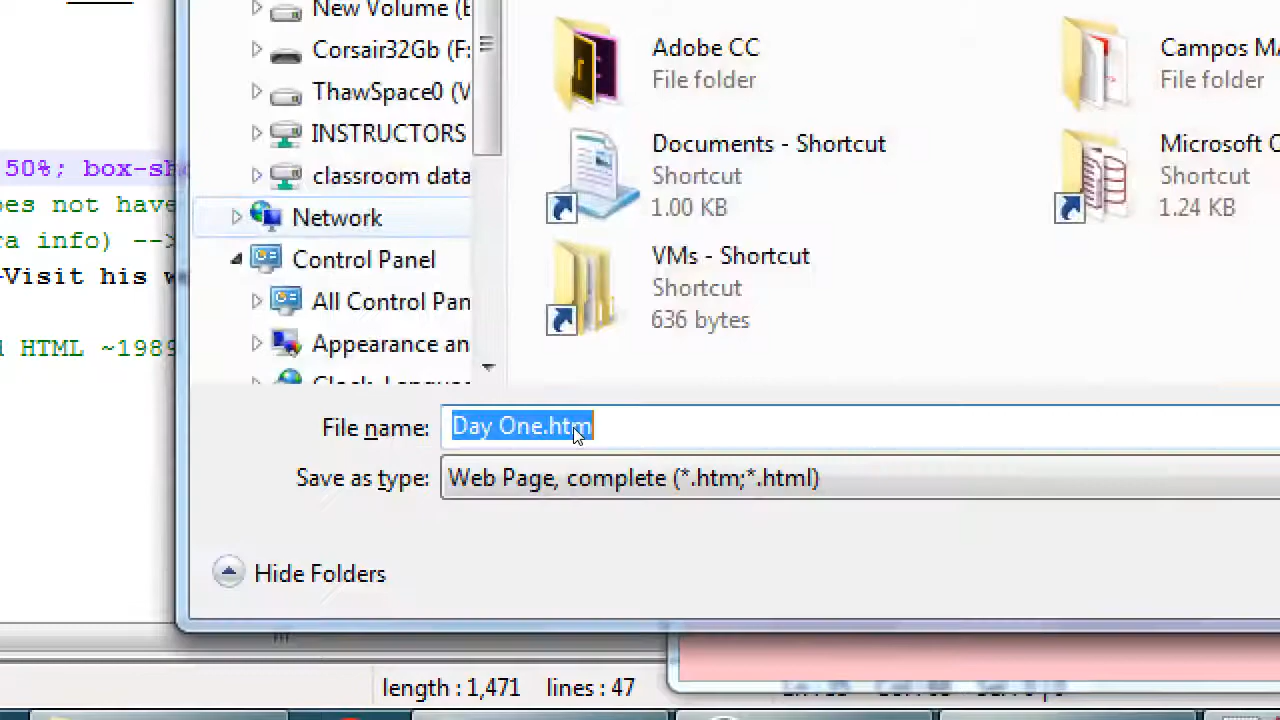 New Volume (E
Corsair32Gb (F:
ThawSpace0 (V
INSTRUCTORS
classroom data
Network
Control Panel
All Control Pan
Appearance an
Adobe CC
File folder
Documents - Shortcut
Shortcut
1.00 KB
VMs - Shortcut
Shortcut
636 bytes
Campos MA
File folder
Microsoft O
Shortcut
1.24 KB
50%; box-sh
oes not have
ra info) -->
Visit his w
HTML ~1989
File name: Day One.htm
Save as type: Web Page, complete (*.htm;*.html)
Hide Folders
length : 1,471 lines : 47